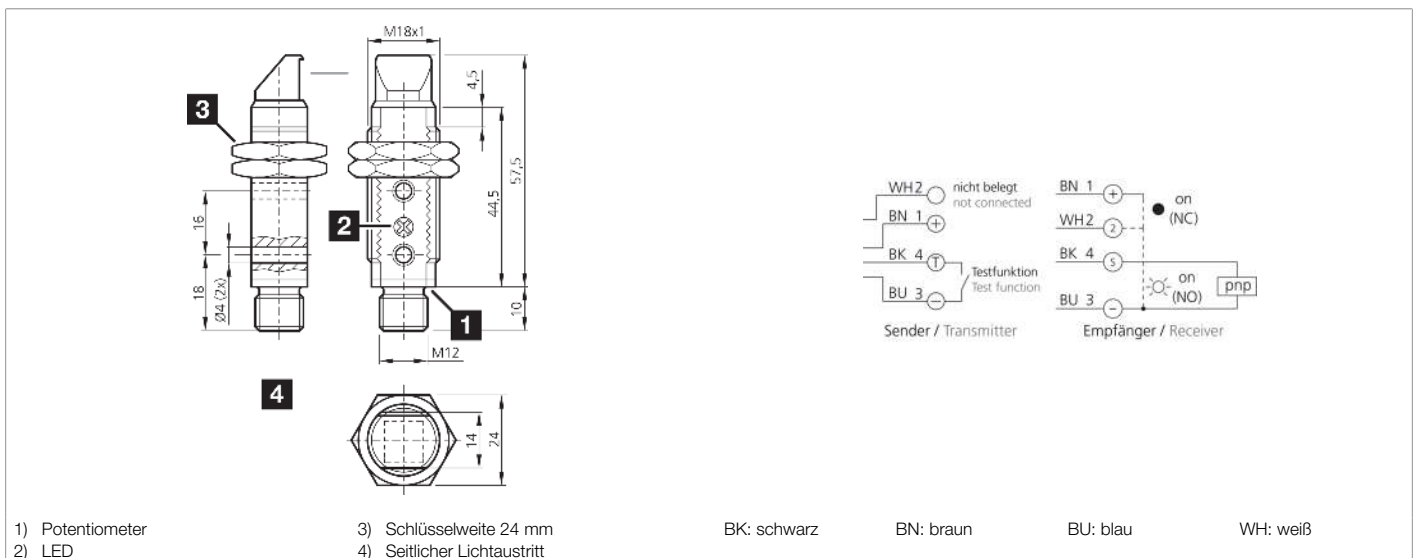 M18x1
4,5
57,5
44,5
10
M12
16
18
Ø4 (2x)
14
24
3
2
1
4
WH2
nicht belegt
not connected
BN 1
+
BK 4
T
Testfunktion
Test function
BU 3
−
Sender / Transmitter
BN 1
+
on
(NC)
WH2
2
BK 4
S
on
(NO)
pnp
BU 3
−
Empfänger / Receiver
1) Potentiometer
2) LED
3) Schlüsselweite 24 mm
4) Seitlicher Lichtaustritt
BK: schwarz
BN: braun
BU: blau
WH: weiß